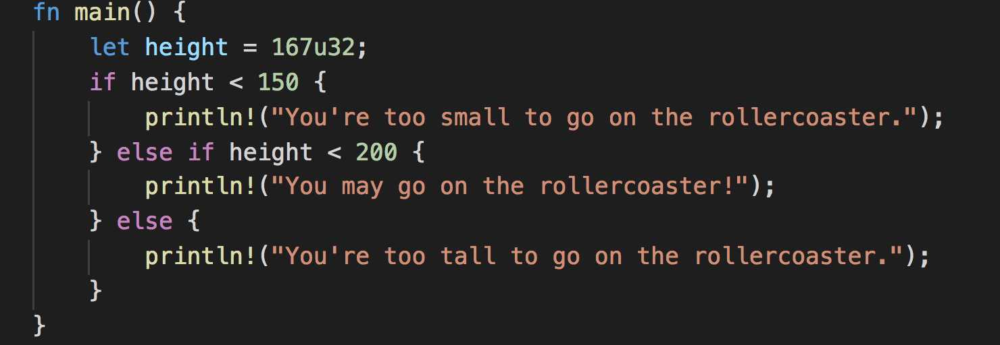 fn main() {
    let height = 167u32;
    if height < 150 {
        println!("You're too small to go on the rollercoaster.");
    } else if height < 200 {
        println!("You may go on the rollercoaster!");
    } else {
        println!("You're too tall to go on the rollercoaster.");
    }
}